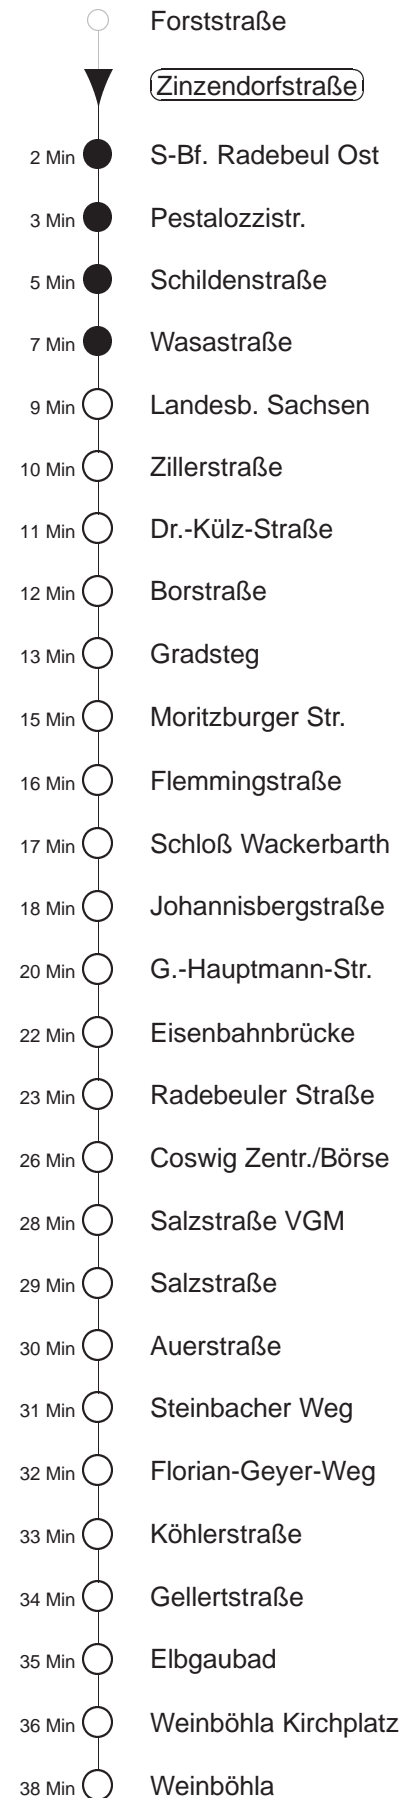 Forststraße
Zinzendorfstraße
2 Min S-Bf. Radebeul Ost
3 Min Pestalozzistr.
5 Min Schildenstraße
7 Min Wasastraße
9 Min Landesb. Sachsen
10 Min Zillerstraße
11 Min Dr.-Külz-Straße
12 Min Borstraße
13 Min Gradsteg
15 Min Moritzburger Str.
16 Min Flemmingstraße
17 Min Schloß Wackerbarth
18 Min Johannisbergstraße
20 Min G.-Hauptmann-Str.
22 Min Eisenbahnbrücke
23 Min Radebeuler Straße
26 Min Coswig Zentr./Börse
28 Min Salzstraße VGM
29 Min Salzstraße
30 Min Auerstraße
31 Min Steinbacher Weg
32 Min Florian-Geyer-Weg
33 Min Köhlerstraße
34 Min Gellertstraße
35 Min Elbgaubad
36 Min Weinböhla Kirchplatz
38 Min Weinböhla